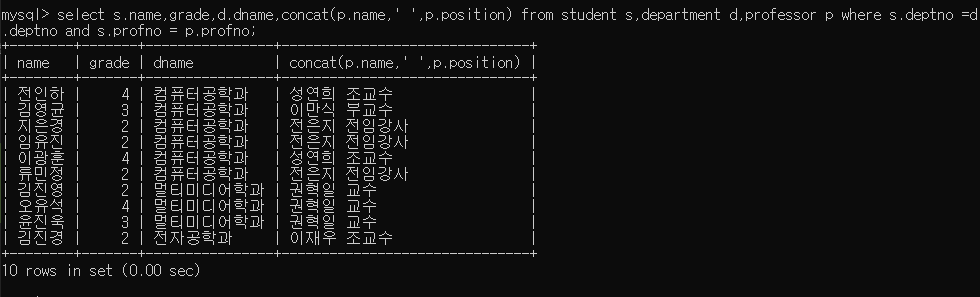 mysql> select s.name,grade,d.dname,concat(p.name,' ',p.position) from student s,department d,professor p where s.deptno =d
.deptno and s.profno = p.profno;
+--------+-------+----------------+-------------------------------+
| name | grade | dname | concat(p.name,' ',p.position) |
+--------+-------+----------------+-------------------------------+
| 전인하 | 4 | 컴퓨터공학과 | 성연희 조교수 |
| 김영균 | 3 | 컴퓨터공학과 | 이만식 부교수 |
| 지은경 | 2 | 컴퓨터공학과 | 전은지 전임강사 |
| 임유진 | 2 | 컴퓨터공학과 | 전은지 전임강사 |
| 이광훈 | 4 | 컴퓨터공학과 | 성연희 조교수 |
| 류민정 | 2 | 컴퓨터공학과 | 전은지 전임강사 |
| 김진영 | 2 | 멀티미디어학과 | 권혁일 교수 |
| 오유석 | 4 | 멀티미디어학과 | 권혁일 교수 |
| 윤진욱 | 3 | 멀티미디어학과 | 권혁일 교수 |
| 김진경 | 2 | 전자공학과 | 이재우 조교수 |
+--------+-------+----------------+-------------------------------+
10 rows in set (0.00 sec)